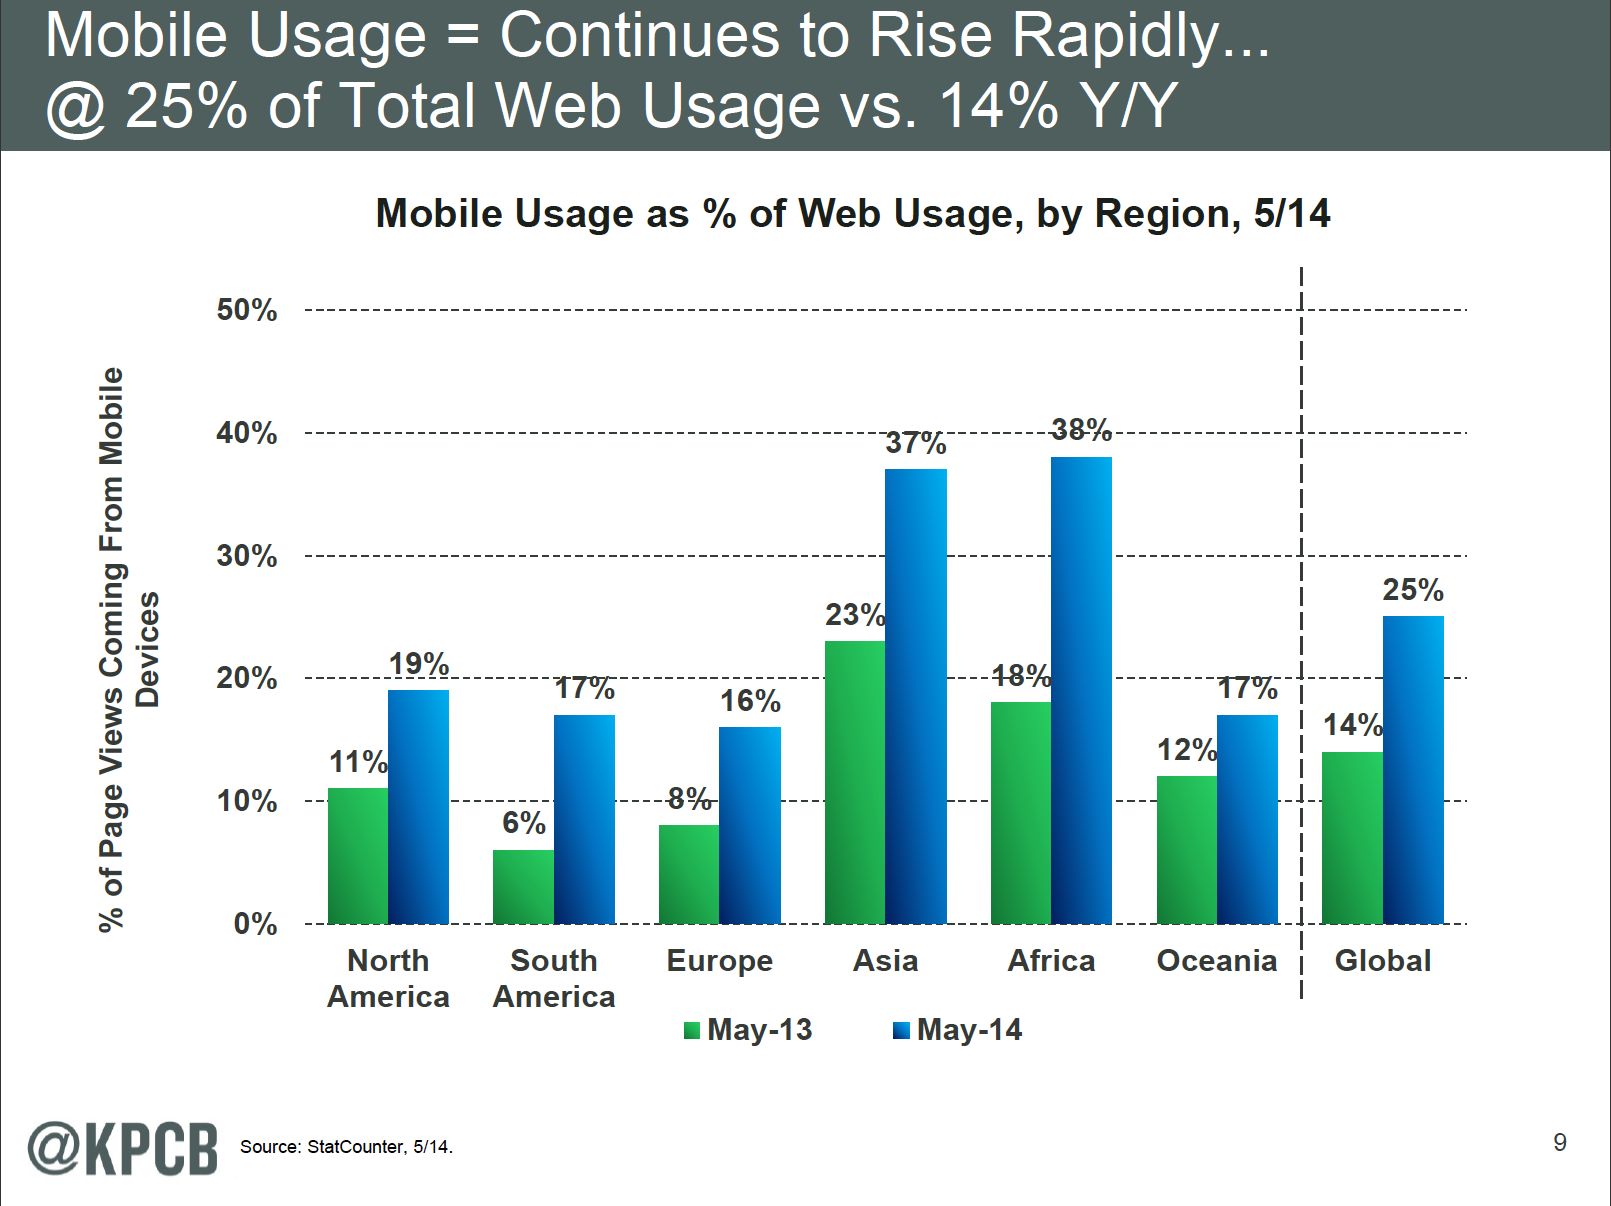 Mobile Usage = Continues to Rise Rapidly...
@ 25% of Total Web Usage vs. 14% Y/Y
Mobile Usage as % of Web Usage, by Region, 5/14
% of Page Views Coming From Mobile
Devices
50%
40%
30%
20%
10%
0%
11%
19%
6%
17%
8%
16%
23%
37%
18%
38%
12%
17%
14%
25%
North
America
South
America
Europe
Asia
Africa
Oceania
Global
May-13
May-14
@KPCB
Source: StatCounter, 5/14.
9